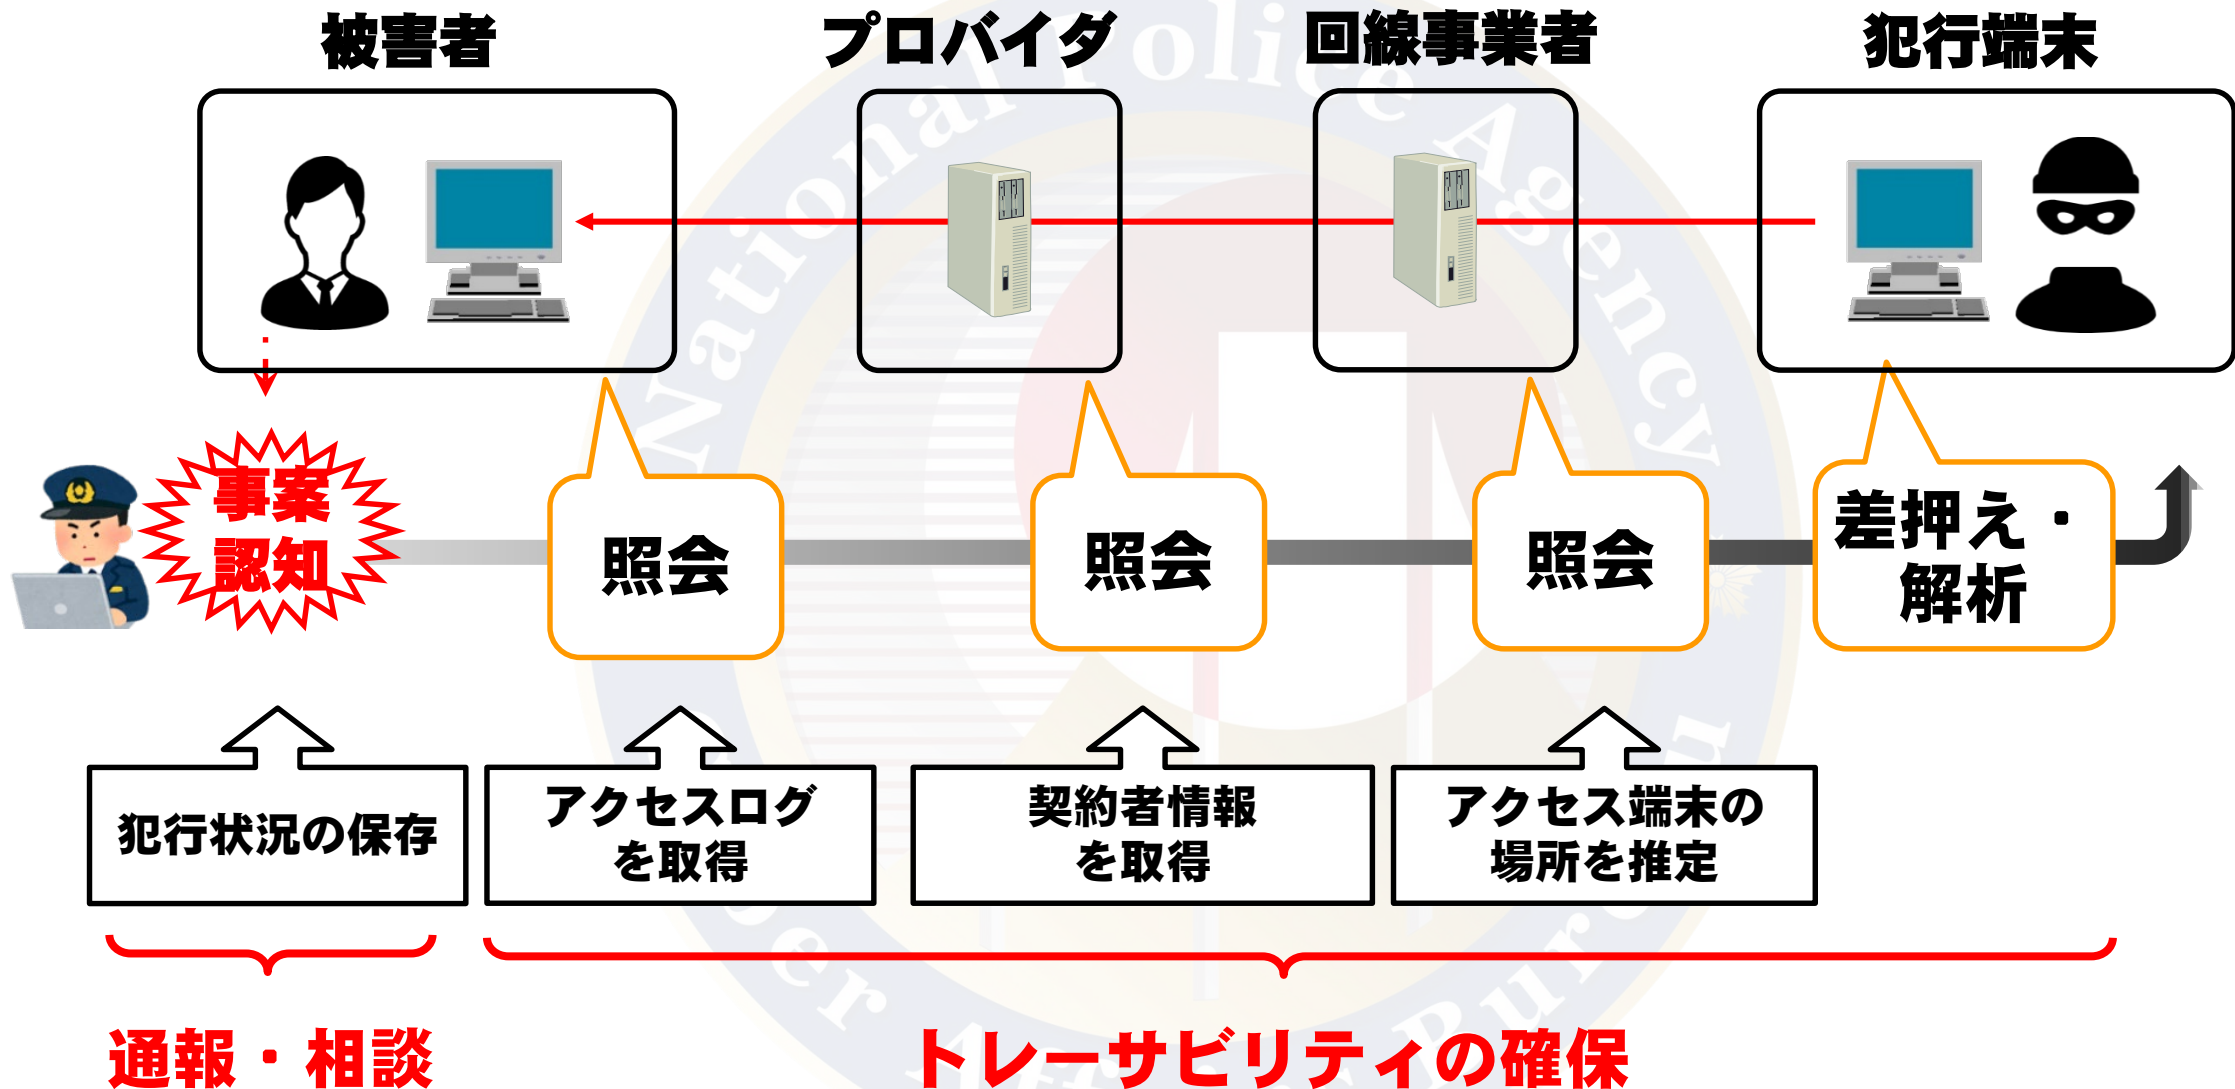 被害者
プロバイダ
回線事業者
犯行端末
事案
認知
照会
照会
照会
差押え・
解析
犯行状況の保存
アクセスログ
を取得
契約者情報
を取得
アクセス端末の
場所を推定
通報・相談
トレーサビリティの確保
National Police Agency